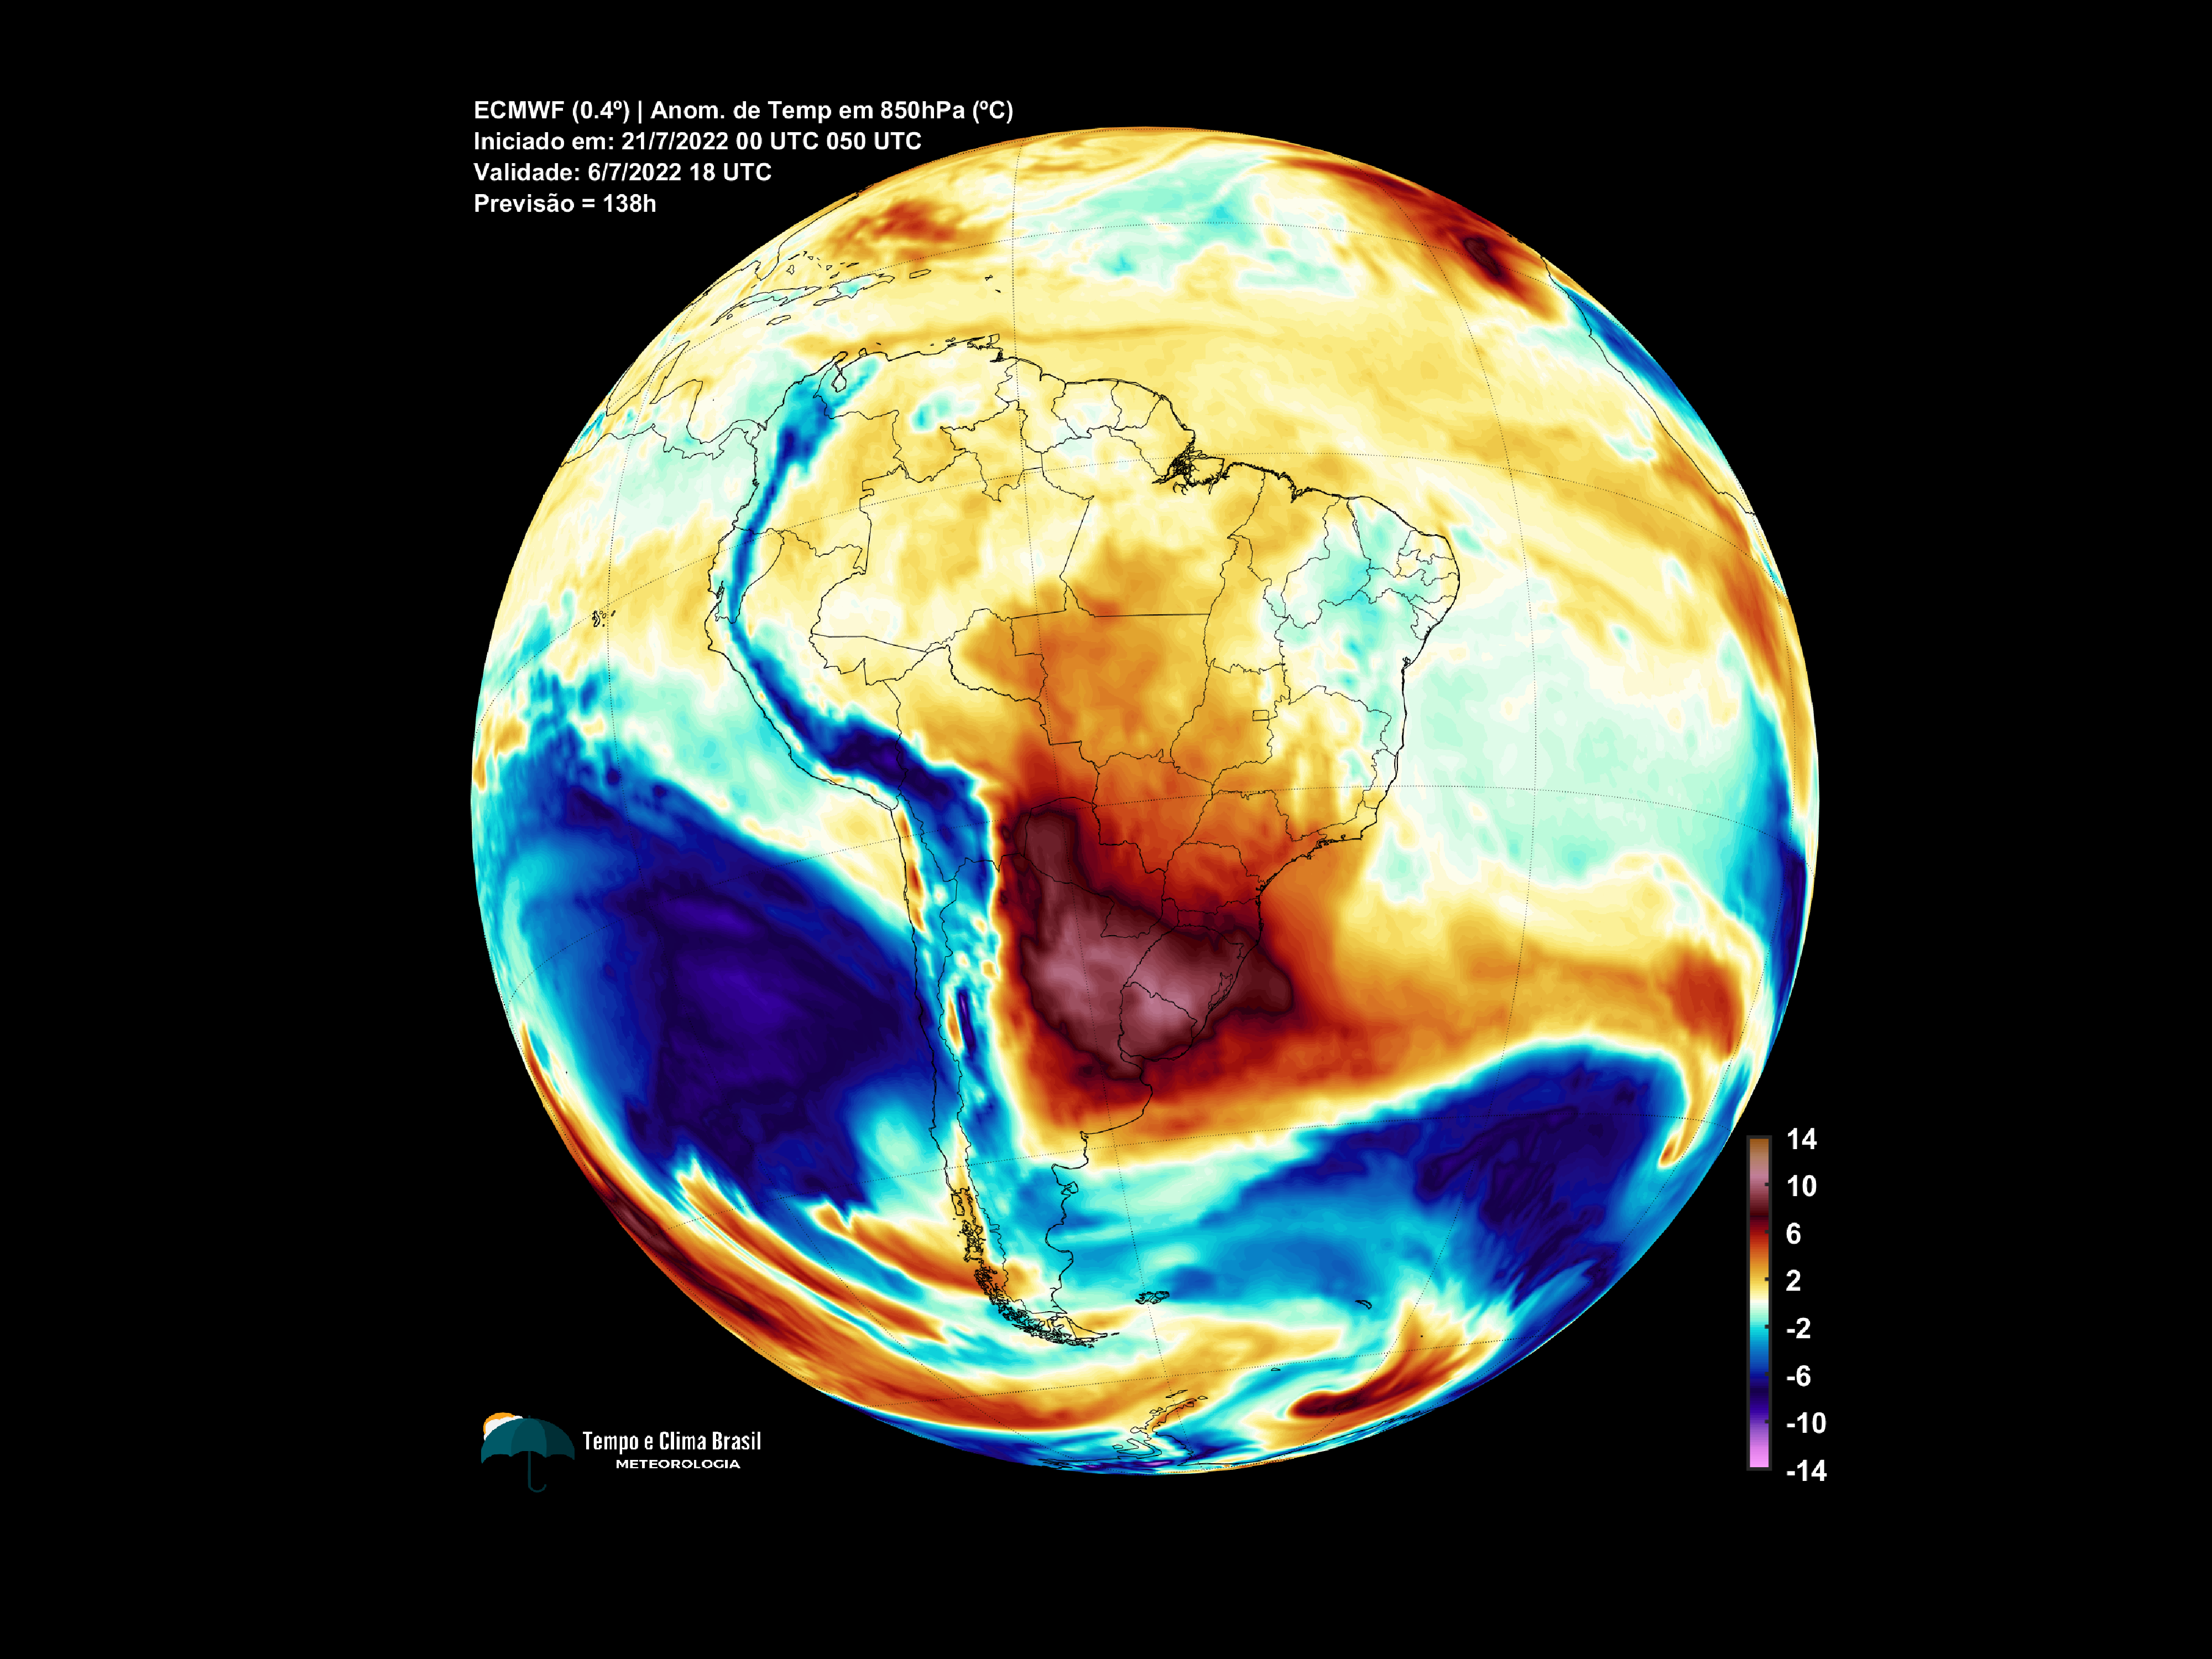 ECMWF (0.4º) | Anom. de Temp em 850hPa (ºC)
Iniciado em: 21/7/2022 00 UTC 050 UTC
Validade: 6/7/2022 18 UTC
Previsão = 138h
14
10
6
2
-2
-6
-10
-14
Tempo e Clima Brasil
METEOROLOGIA